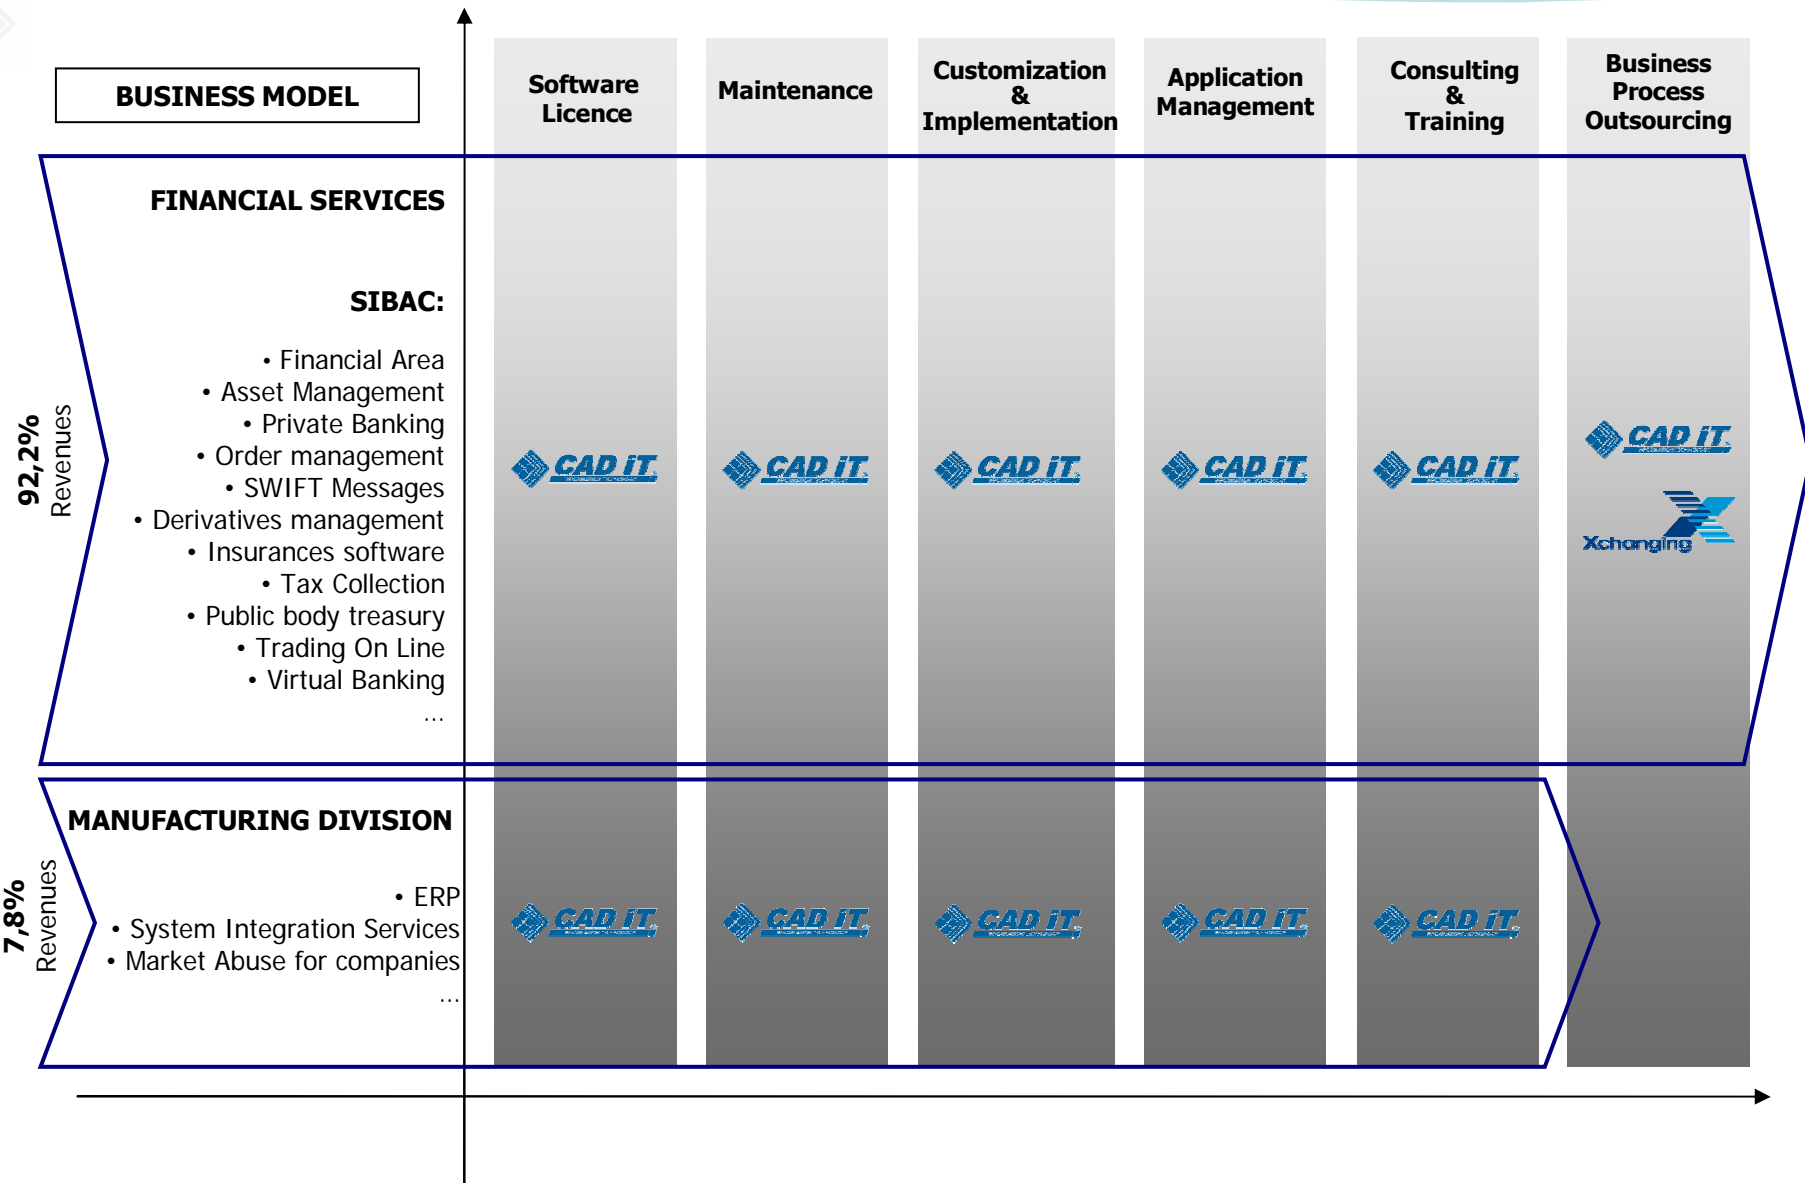 BUSINESS MODEL
Software
Licence
Maintenance
Customization
&
Implementation
Application
Management
Consulting
&
Training
Business
Process
Outsourcing
FINANCIAL SERVICES
SIBAC:
• Financial Area
• Asset Management
• Private Banking
• Order management
• SWIFT Messages
• Derivatives management
• Insurances software
• Tax Collection
• Public body treasury
• Trading On Line
• Virtual Banking
...
92,2%
Revenues
CAD iT
CAD iT
CAD iT
CAD iT
CAD iT
CAD iT
Xchanging
MANUFACTURING DIVISION
• ERP
• System Integration Services
• Market Abuse for companies
...
7,8%
Revenues
CAD iT
CAD iT
CAD iT
CAD iT
CAD iT